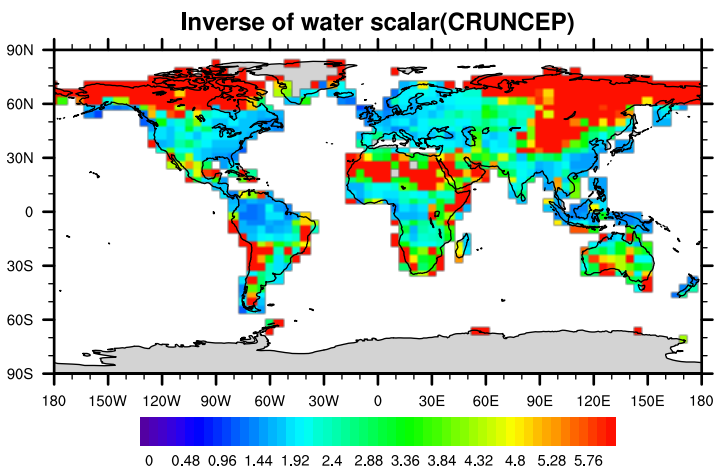 Inverse of water scalar(CRUNCEP)
90N
60N
30N
0
30S
60S
90S
180 150W 120W 90W 60W 30W 0 30E 60E 90E 120E 150E 180
0 0.48 0.96 1.44 1.92 2.4 2.88 3.36 3.84 4.32 4.8 5.28 5.76